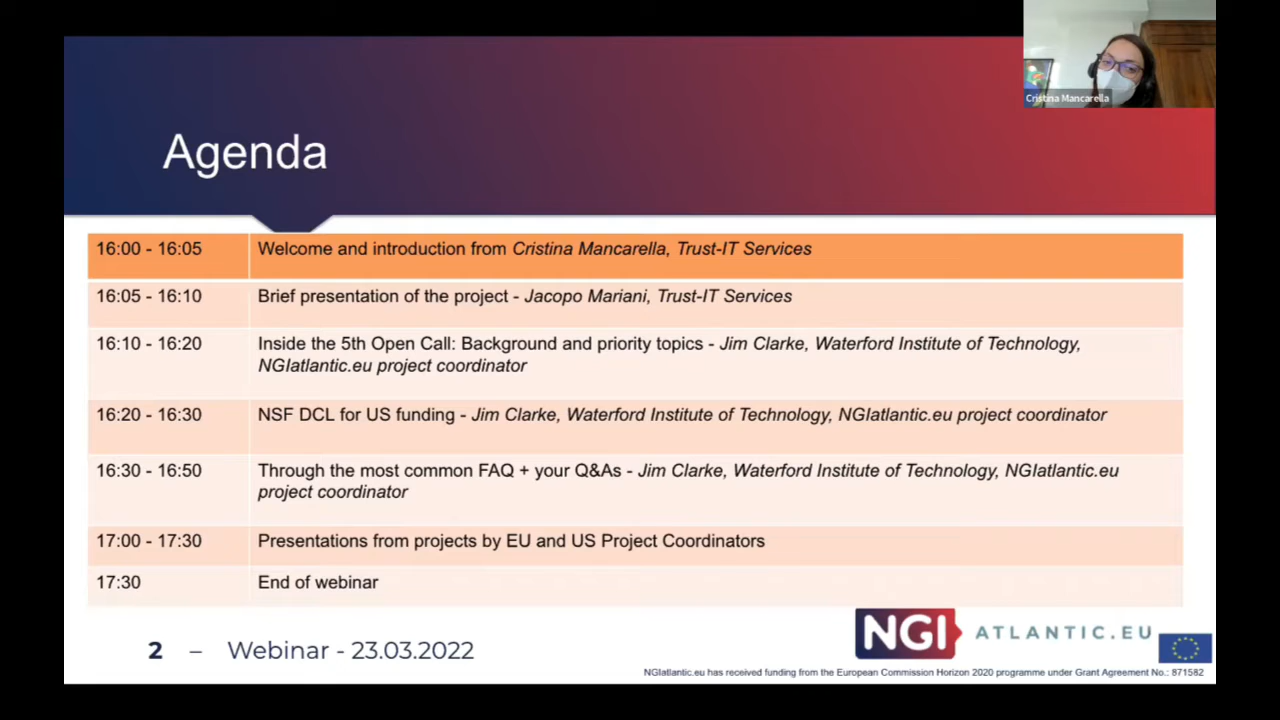 Cristina Mancarella
Agenda
16:00 - 16:05 Welcome and introduction from Cristina Mancarella, Trust-IT Services
16:05 - 16:10 Brief presentation of the project - Jacopo Mariani, Trust-IT Services
16:10 - 16:20 Inside the 5th Open Call: Background and priority topics - Jim Clarke, Waterford Institute of Technology,
NGIatlantic.eu project coordinator
16:20 - 16:30 NSF DCL for US funding - Jim Clarke, Waterford Institute of Technology, NGIatlantic.eu project coordinator
16:30 - 16:50 Through the most common FAQ + your Q&As - Jim Clarke, Waterford Institute of Technology, NGIatlantic.eu
project coordinator
17:00 - 17:30 Presentations from projects by EU and US Project Coordinators
17:30 End of webinar
2 – Webinar - 23.03.2022
NGI ATLANTIC.EU
NGIatlantic.eu has received funding from the European Commission Horizon 2020 programme under Grant Agreement No.: 871582